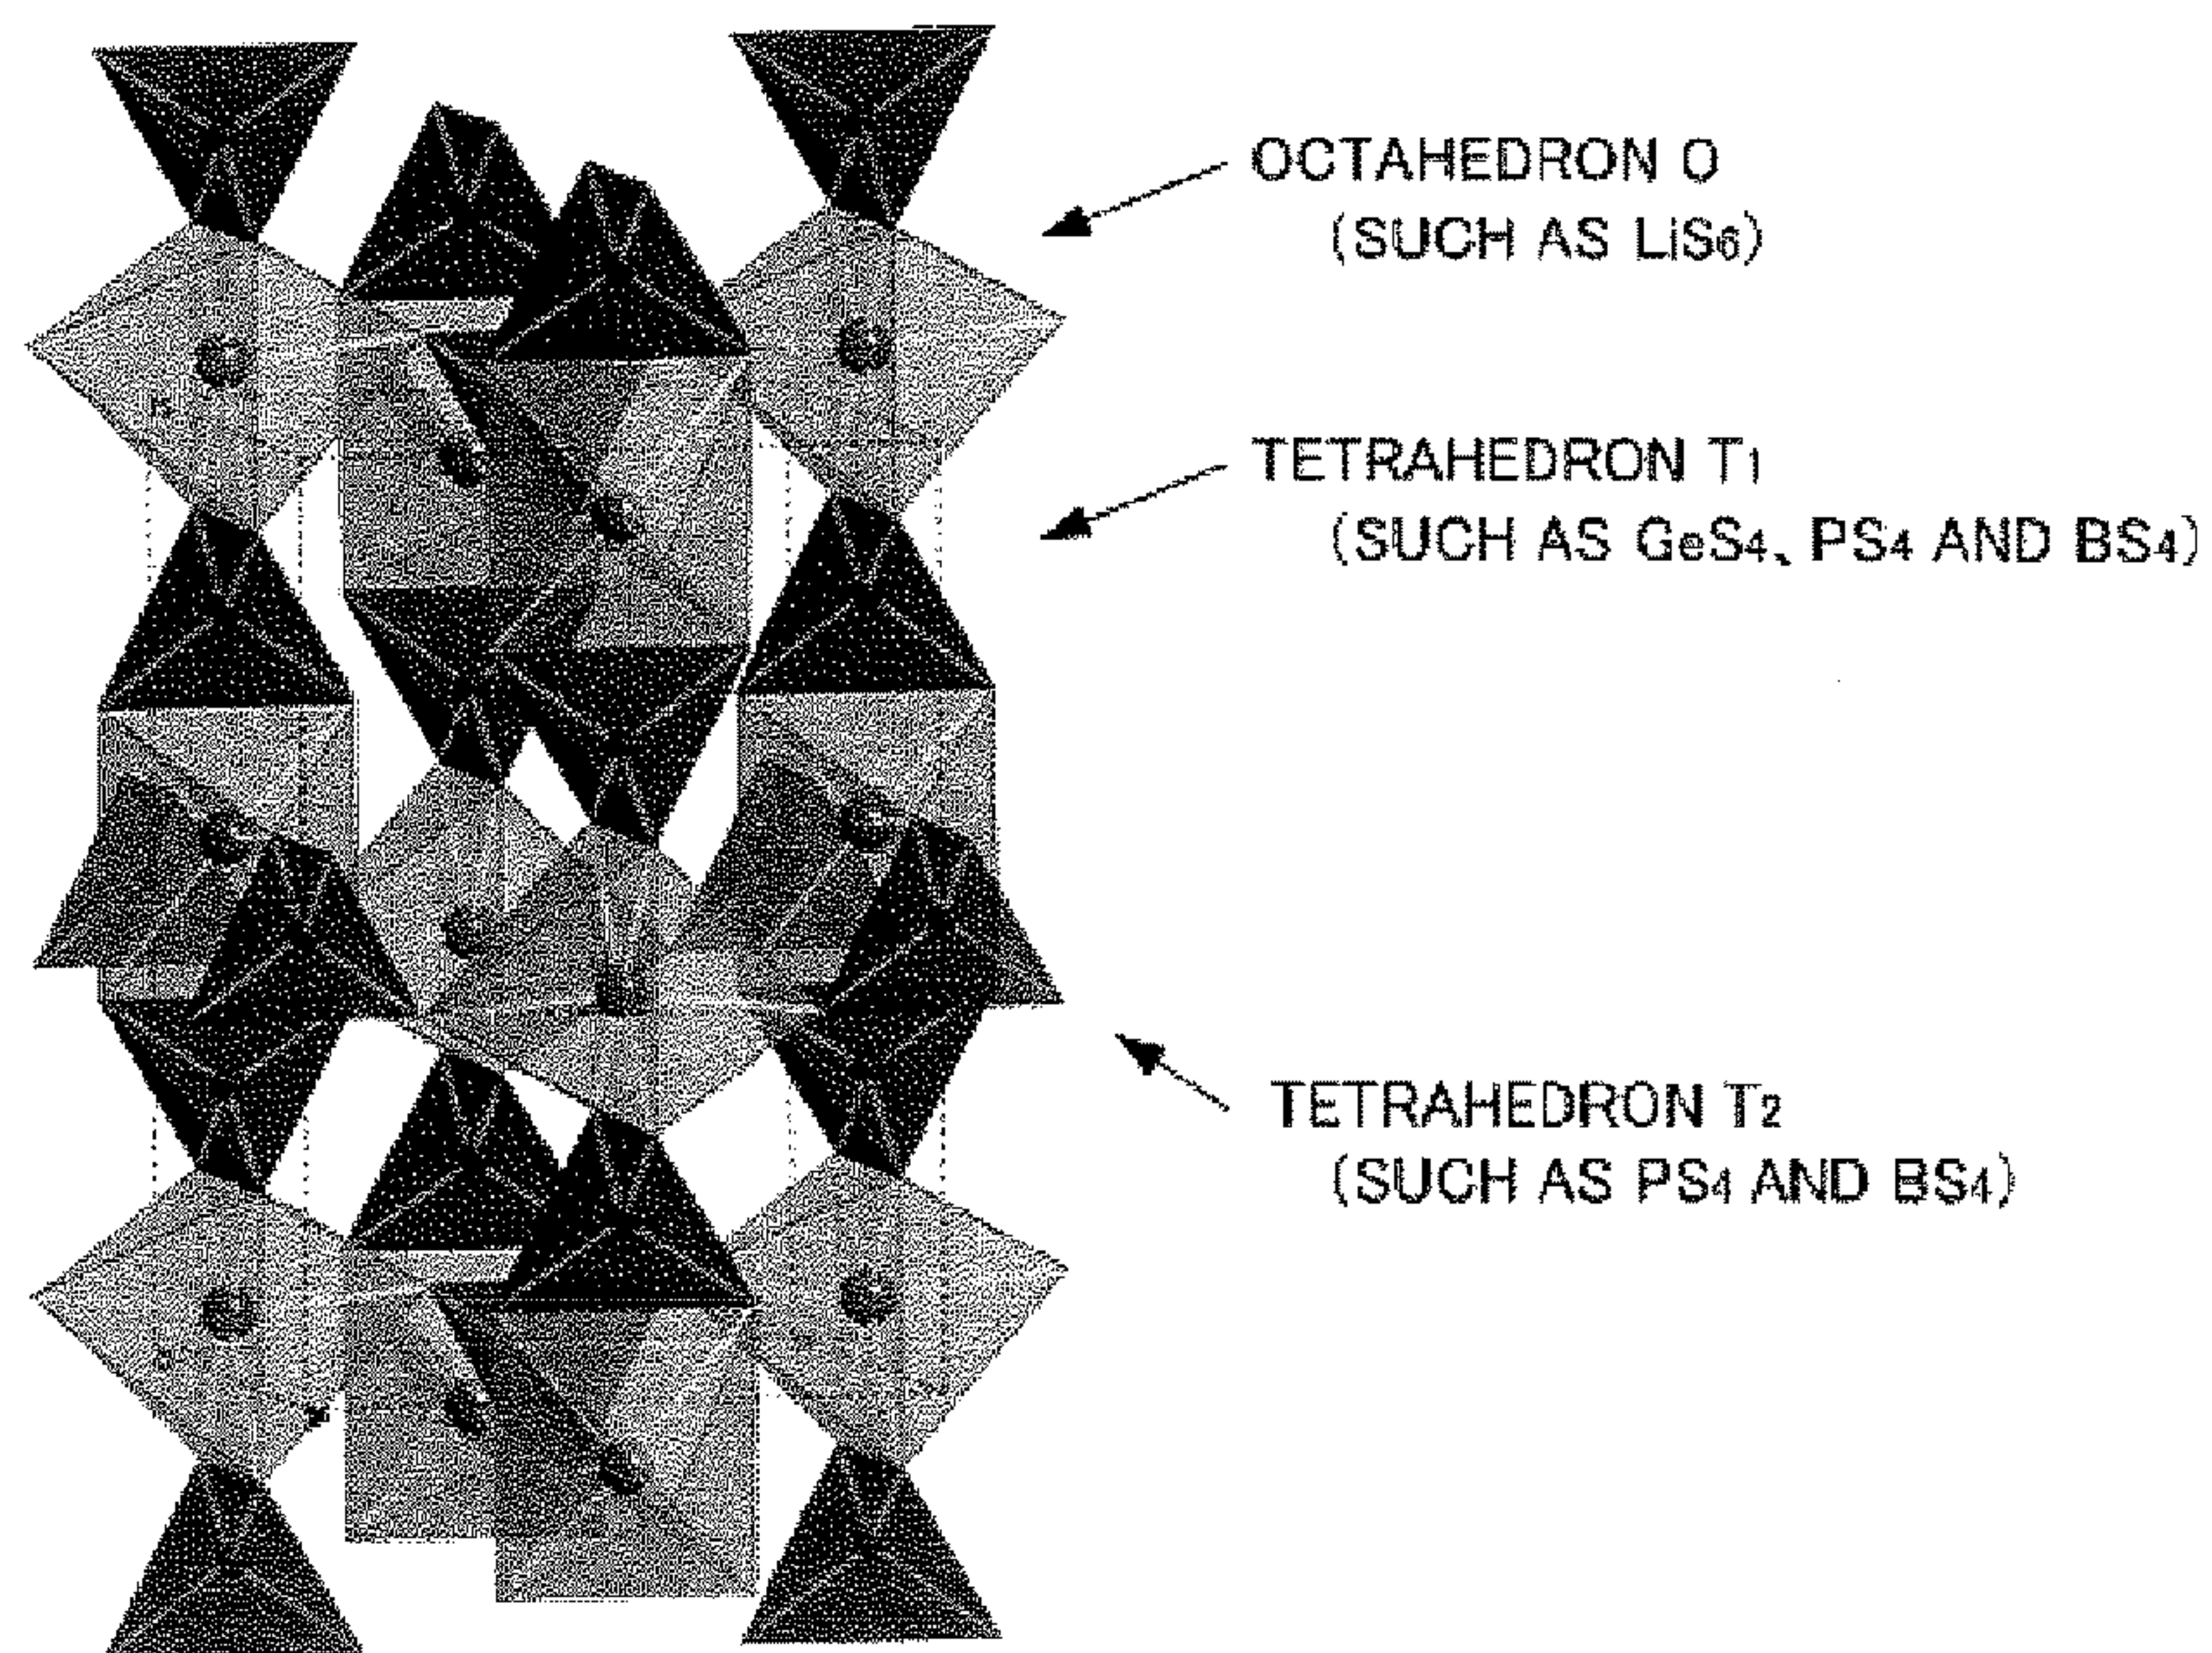 OCTAHEDRON O
(SUCH AS LiS6)
TETRAHEDRON T1
(SUCH AS GeS4、PS4 AND BS4)
TETRAHEDRON T2
(SUCH AS PS4 AND BS4)